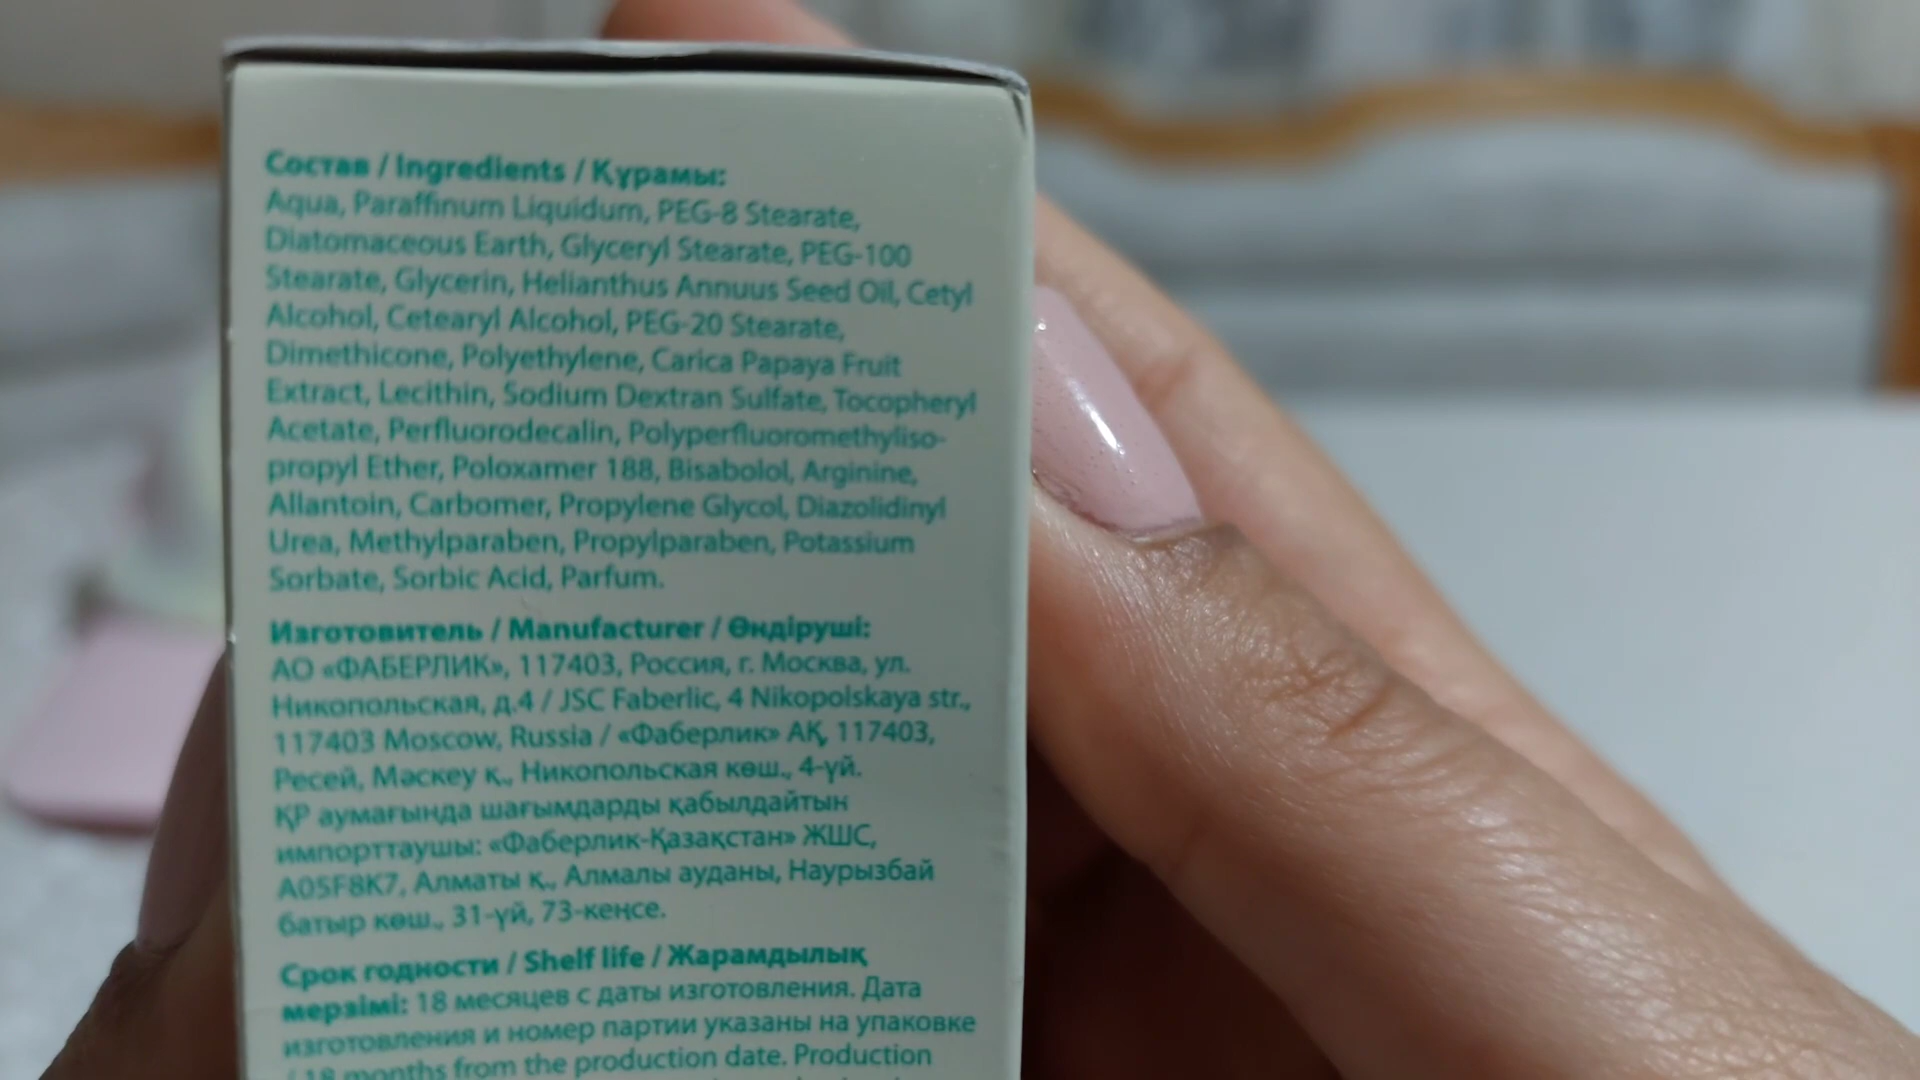 Состав / Ingredients / Құрамы:
Aqua, Paraffinum Liquidum, PEG-8 Stearate,
Diatomaceous Earth, Glyceryl Stearate, PEG-100
Stearate, Glycerin, Helianthus Annuus Seed Oil, Cetyl
Alcohol, Cetearyl Alcohol, PEG-20 Stearate,
Dimethicone, Polyethylene, Carica Papaya Fruit
Extract, Lecithin, Sodium Dextran Sulfate, Tocopheryl
Acetate, Perfluorodecalin, Polyperfluoromethyliso-
propyl Ether, Poloxamer 188, Bisabolol, Arginine,
Allantoin, Carbomer, Propylene Glycol, Diazolidinyl
Urea, Methylparaben, Propylparaben, Potassium
Sorbate, Sorbic Acid, Parfum.
Изготовитель / Manufacturer / Өндіруші:
АО «ФАБЕРЛИК», 117403, Россия, г. Москва, ул.
Никопольская, д.4 / JSC Faberlic, 4 Nikopolskaya str.,
117403 Moscow, Russia / «Фаберлик» АҚ, 117403,
Ресей, Мәскеу қ., Никопольская көш., 4-үй.
ҚР аумағында шағымдарды қабылдайтын
импорттаушы: «Фаберлик-Қазақстан» ЖШС,
A05F8K7, Алматы қ., Алмалы ауданы, Наурызбай
батыр көш., 31-үй, 73-кеңсе.
Срок годности / Shelf life / Жарамдылық
мерзімі: 18 месяцев с даты изготовления. Дата
изготовления и номер партии указаны на упаковке
/ 18 months from the production date. Production